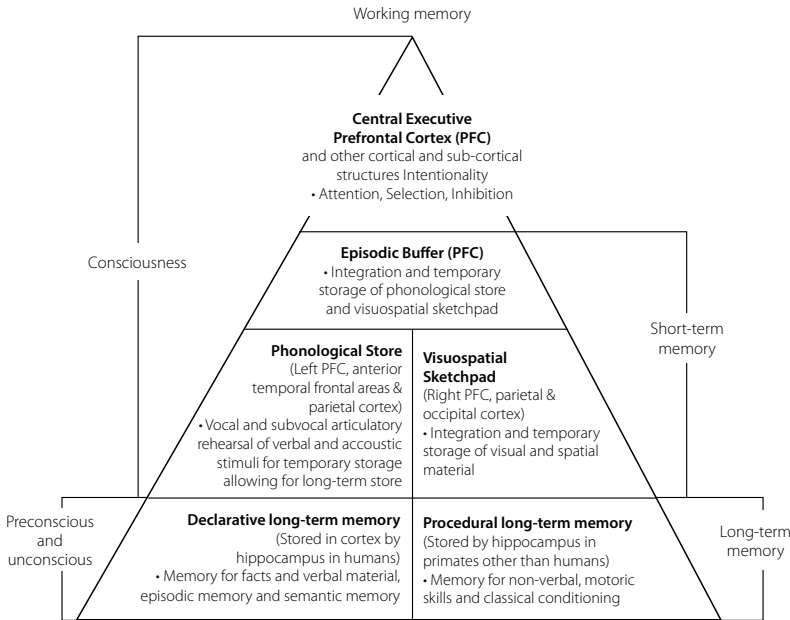 Working memory
Central Executive
Prefrontal Cortex (PFC)
and other cortical and sub-cortical
structures Intentionality
• Attention, Selection, Inhibition
Consciousness
Episodic Buffer (PFC)
• Integration and temporary
storage of phonological store
and visuospatial sketchpad
Short-term
memory
Phonological Store
(Left PFC, anterior
temporal frontal areas &
parietal cortex)
• Vocal and subvocal articulatory
rehearsal of verbal and accoustic
stimuli for temporary storage
allowing for long-term store
Visuospatial
Sketchpad
(Right PFC, parietal &
occipital cortex)
• Integration and temporary
storage of visual and spatial
material
Preconscious
and
unconscious
Declarative long-term memory
(Stored in cortex by
hippocampus in humans)
• Memory for facts and verbal material,
episodic memory and semantic memory
Procedural long-term memory
(Stored by hippocampus in
primates other than humans)
• Memory for non-verbal, motoric
skills and classical conditioning
Long-term
memory